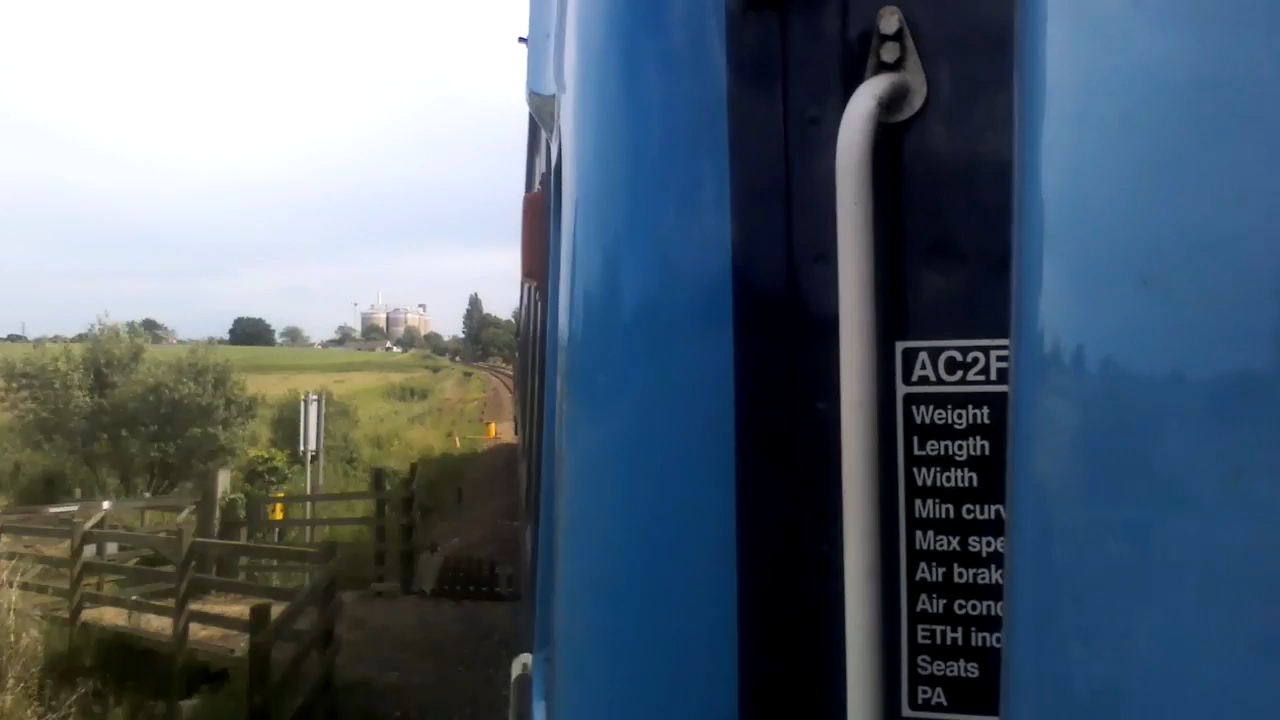 AC2F
Weight
Length
Width
Min curv
Max spe
Air brak
Air cond
ETH ind
Seats
PA